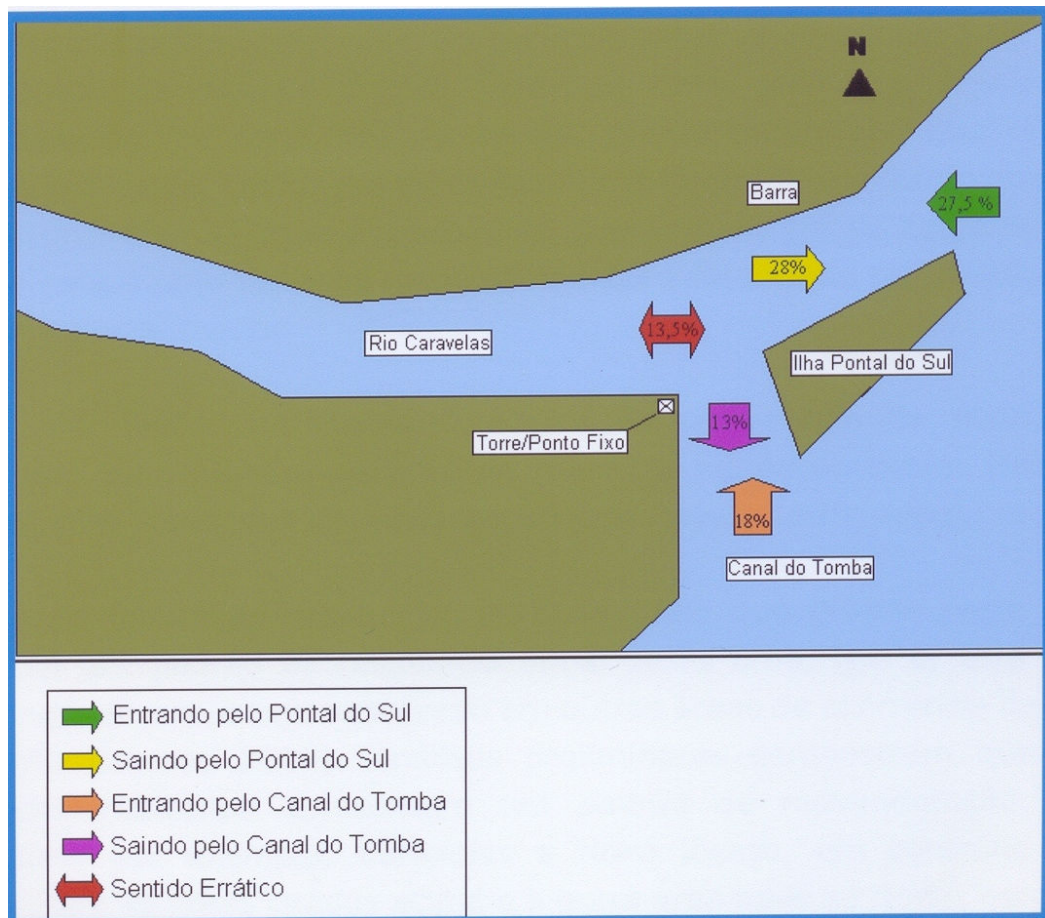 N
Barra
27,5 %
28%
13,5%
Rio Caravelas
Ilha Pontal do Sul
Torre/Ponto Fixo
13%
18%
Canal do Tomba
Entrando pelo Pontal do Sul
Saindo pelo Pontal do Sul
Entrando pelo Canal do Tomba
Saindo pelo Canal do Tomba
Sentido Errático